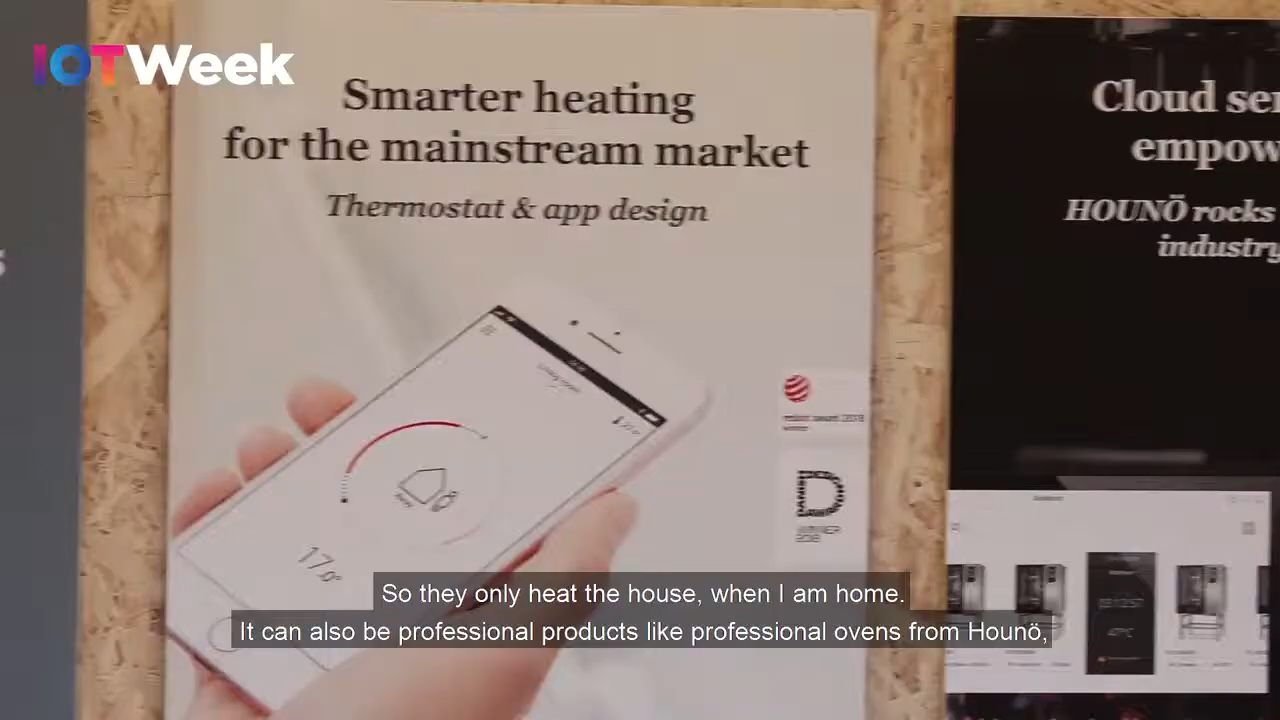 IOTWeek
Smarter heating
for the mainstream market
Thermostat & app design
17.0°
D
Cloud ser
empow
HOUNÖ rocks
industry
So they only heat the house, when I am home.
It can also be professional products like professional ovens from Hounö,